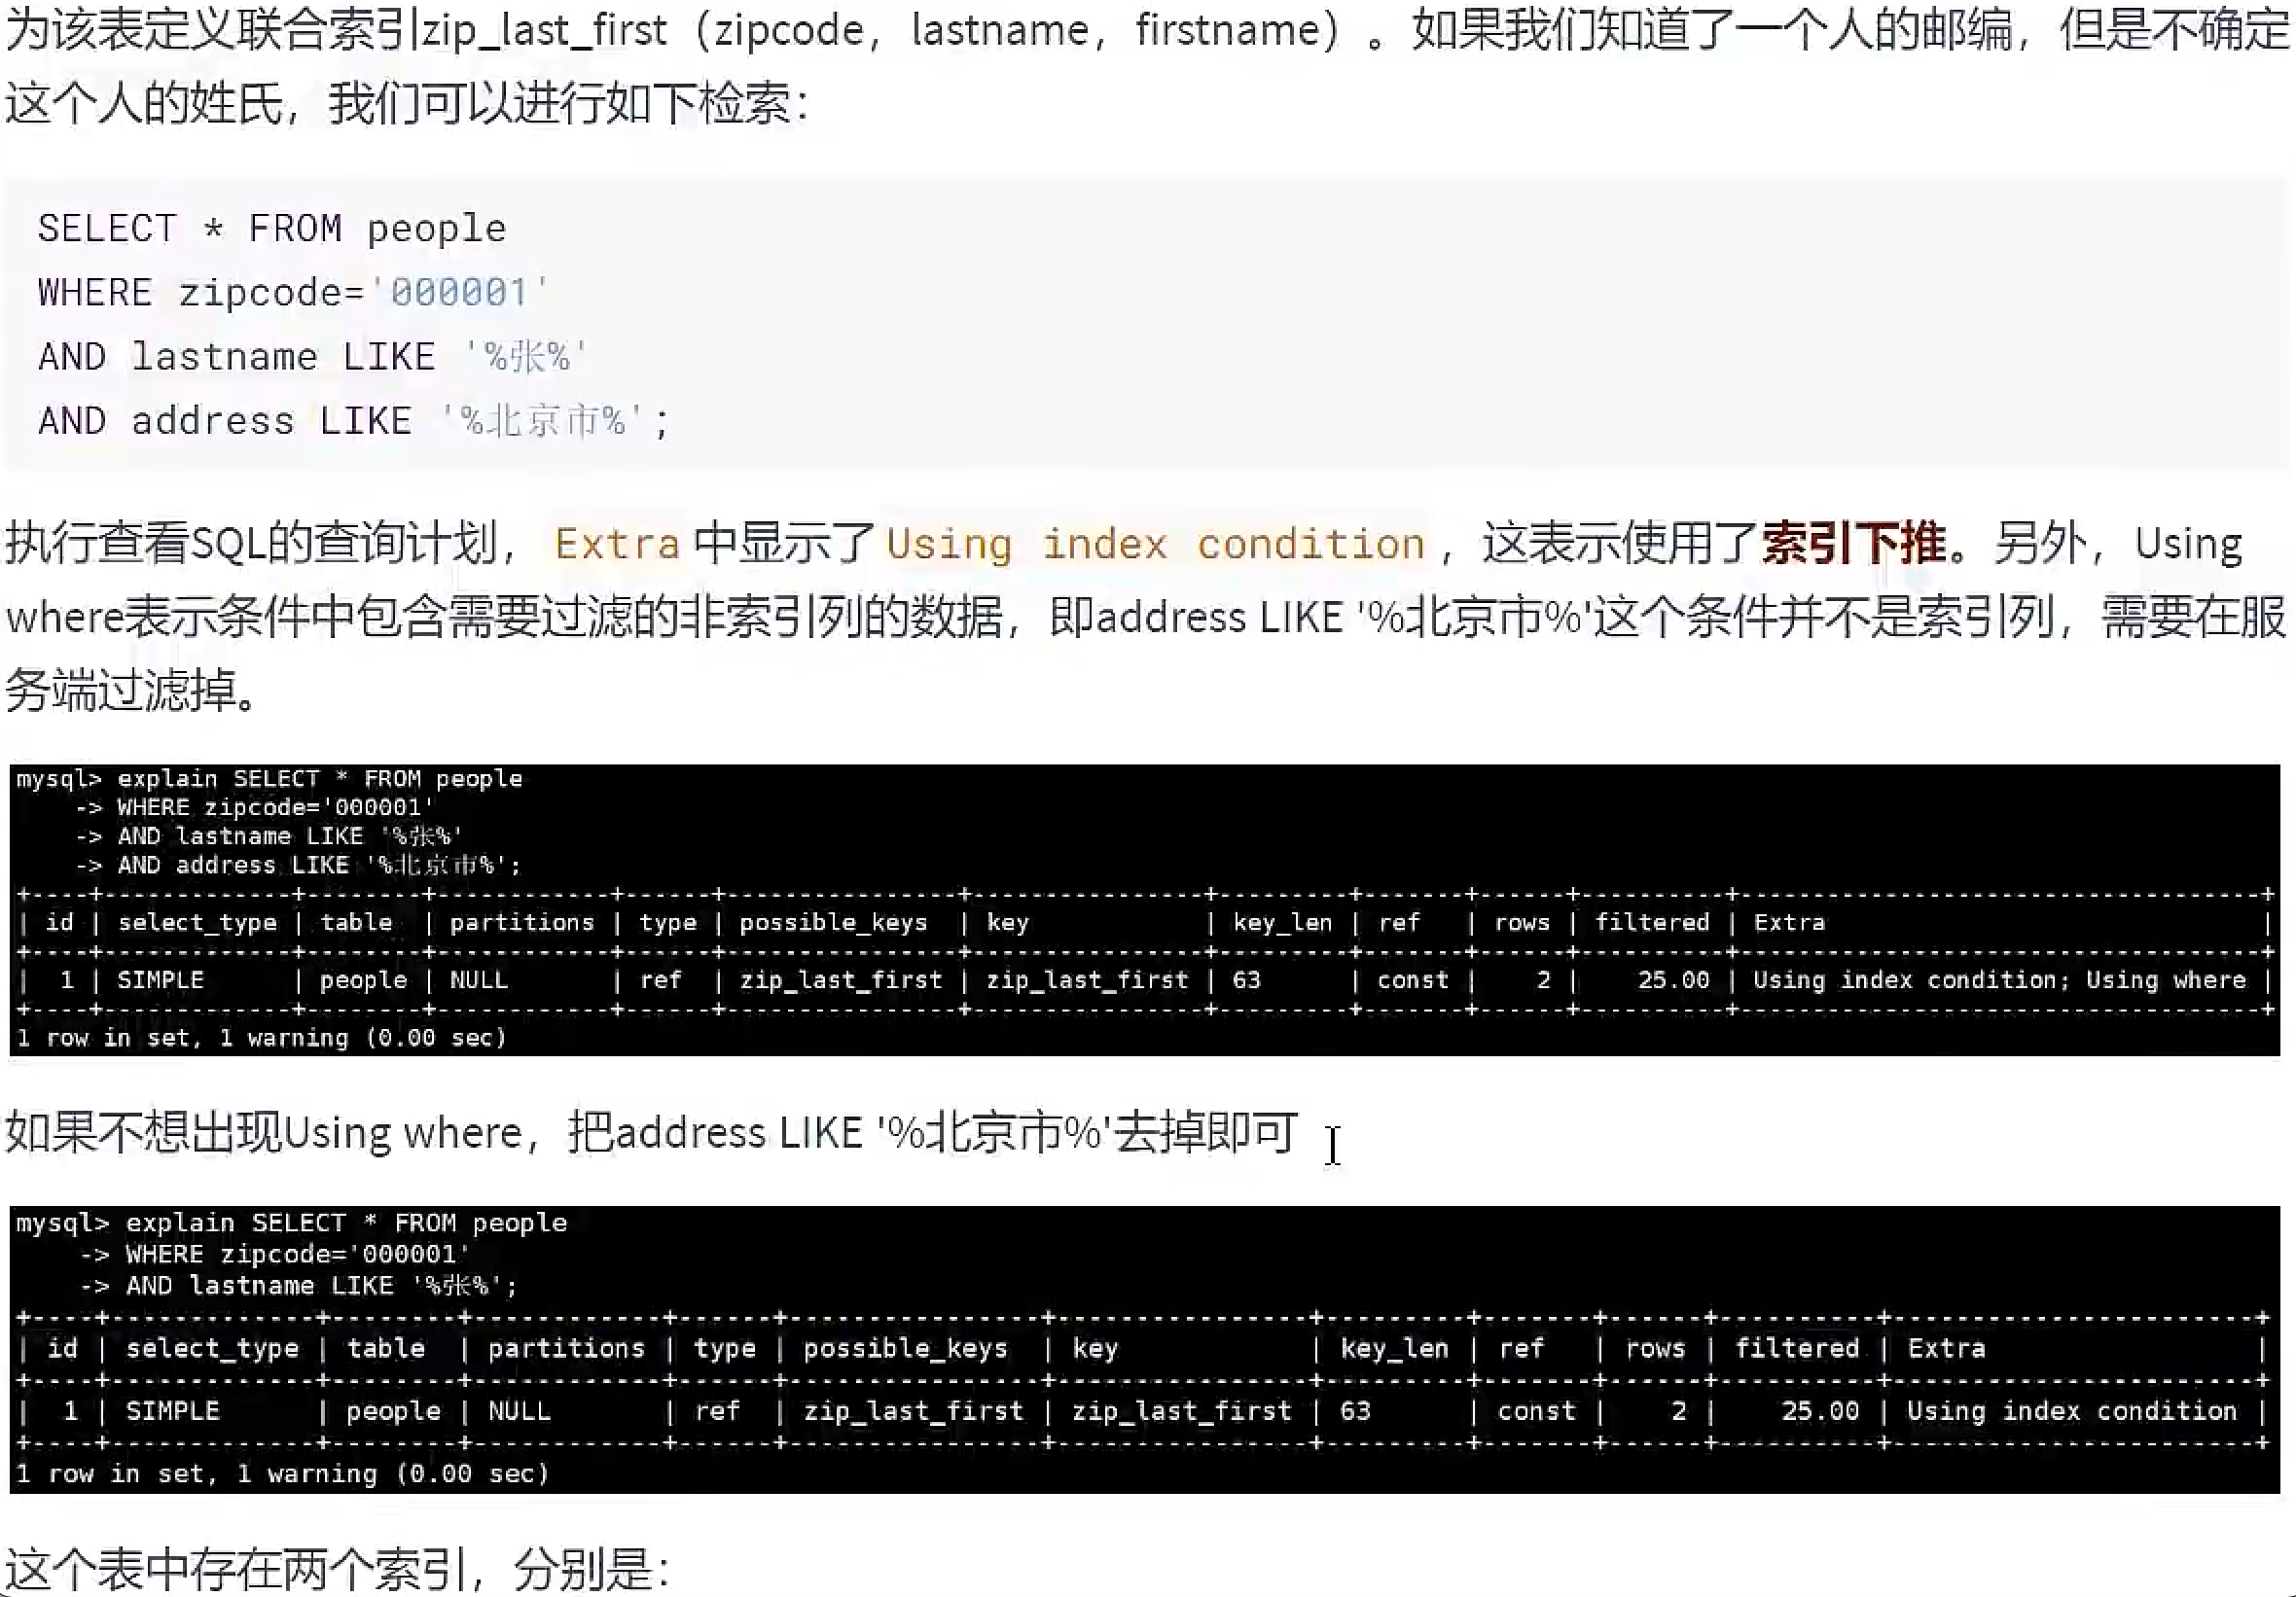 为该表定义联合索引zip_last_first（zipcode，lastname，firstname）。如果我们知道了一个人的邮编，但是不确定
这个人的姓氏，我们可以进行如下检索：
SELECT * FROM people
WHERE zipcode='000001'
AND lastname LIKE '%张%'
AND address LIKE '%北京市%';
执行查看SQL的查询计划，Extra中显示了Using index condition，这表示使用了索引下推。另外，Using
where表示条件中包含需要过滤的非索引列的数据，即address LIKE '%北京市%'这个条件并不是索引列，需要在服
务端过滤掉。
mysql> explain SELECT * FROM people
    -> WHERE zipcode='000001'
    -> AND lastname LIKE '%张%'
    -> AND address LIKE '%北京市%';
+----+-------------+--------+------------+------+----------------+----------------+---------+-------+------+----------+------------------------------------+
| id | select_type | table  | partitions | type | possible_keys  | key            | key_len | ref   | rows | filtered | Extra                              |
+----+-------------+--------+------------+------+----------------+----------------+---------+-------+------+----------+------------------------------------+
|  1 | SIMPLE      | people | NULL       | ref  | zip_last_first | zip_last_first | 63      | const |    2 |    25.00 | Using index condition; Using where |
+----+-------------+--------+------------+------+----------------+----------------+---------+-------+------+----------+------------------------------------+
1 row in set, 1 warning (0.00 sec)
如果不想出现Using where，把address LIKE '%北京市%'去掉即可
mysql> explain SELECT * FROM people
    -> WHERE zipcode='000001'
    -> AND lastname LIKE '%张%';
+----+-------------+--------+------------+------+----------------+----------------+---------+-------+------+----------+-----------------------+
| id | select_type | table  | partitions | type | possible_keys  | key            | key_len | ref   | rows | filtered | Extra                 |
+----+-------------+--------+------------+------+----------------+----------------+---------+-------+------+----------+-----------------------+
|  1 | SIMPLE      | people | NULL       | ref  | zip_last_first | zip_last_first | 63      | const |    2 |    25.00 | Using index condition |
+----+-------------+--------+------------+------+----------------+----------------+---------+-------+------+----------+-----------------------+
1 row in set, 1 warning (0.00 sec)
这个表中存在两个索引，分别是：